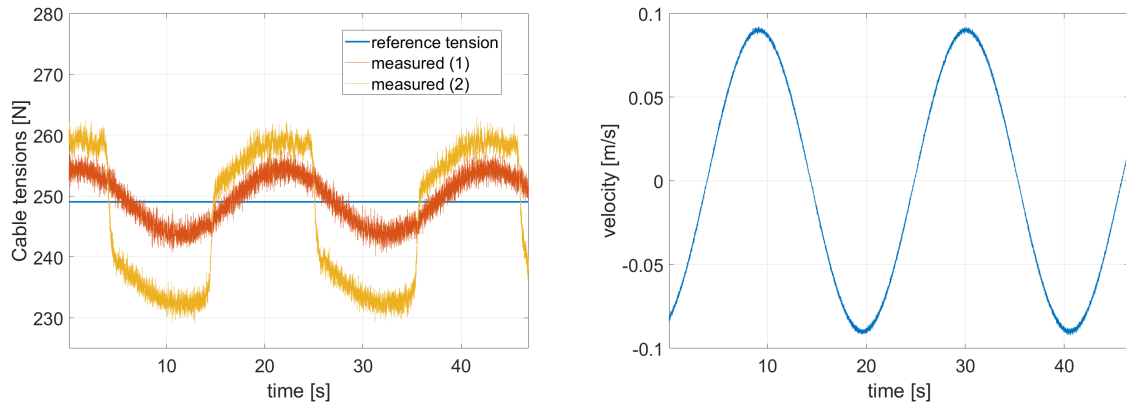 280
270
260
250
240
230
Cable tensions [N]
reference tension
measured (1)
measured (2)
10
20
30
40
time [s]
0.1
0.05
0
-0.05
-0.1
velocity [m/s]
10
20
30
40
time [s]